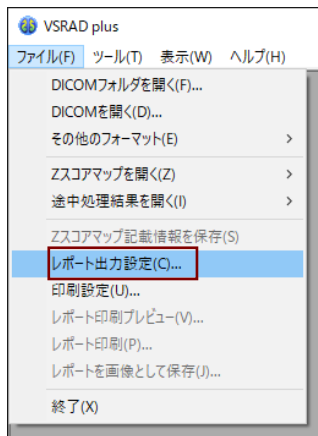 VSRAD plus
ファイル(F) ツール(T) 表示(W) ヘルプ(H)
DICOMフォルダを開く(F)...
DICOMを開く(D)...
その他のフォーマット(E)
Zスコアマップを開く(Z)
途中処理結果を開く(I)
Zスコアマップ記載情報を保存(S)
レポート出力設定(C)...
印刷設定(U)...
レポート印刷プレビュー(V)...
レポート印刷(P)...
レポートを画像として保存(J)...
終了(X)